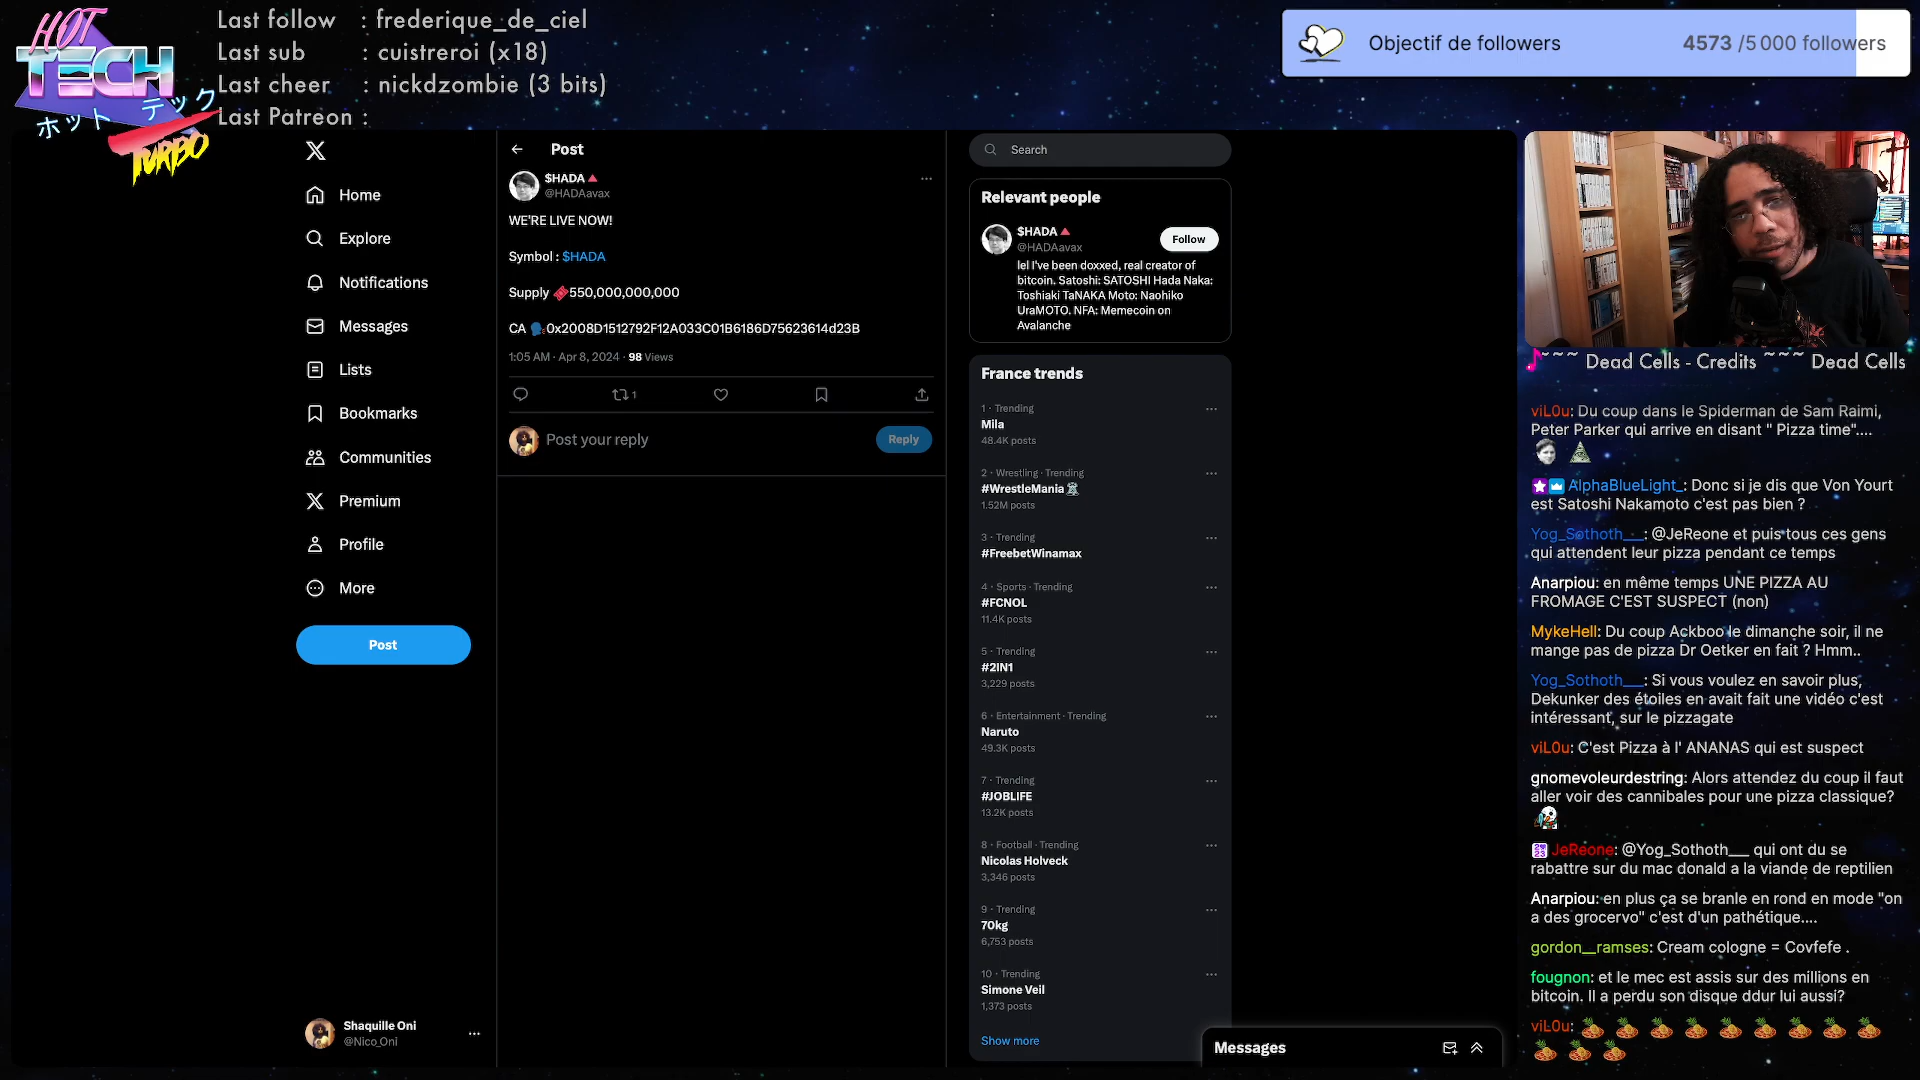 HOT
TECH
ホット テック
TURBO
Last follow : frederique_de_ciel
Last sub : cuistreroi (x18)
Last cheer : nickdzombie (3 bits)
Last Patreon :
Objectif de followers 4573 /5 000 followers
Home
Explore
Notifications
Messages
Lists
Bookmarks
Communities
Premium
Profile
More
Post
Shaquille Oni
@Nico_Oni
Post
$HADA🔺
@HADAavax
WE'RE LIVE NOW!
Symbol : $HADA
Supply 🎟️550,000,000,000
CA 🗣️:0x2008D1512792F12A033C01B6186D75623614d23B
1:05 AM · Apr 8, 2024 · 98 Views
1
Post your reply
Reply
Search
Relevant people
$HADA🔺
@HADAavax
Follow
lel I've been doxxed, real creator of
bitcoin. Satoshi: SATOSHI Hada Naka:
Toshiaki TaNAKA Moto: Naohiko
UraMOTO. NFA: Memecoin on
Avalanche
France trends
1 · Trending
Mila
48.4K posts
2 · Wrestling · Trending
#WrestleMania
1.52M posts
3 · Trending
#FreebetWinamax
4 · Sports · Trending
#FCNOL
11.4K posts
5 · Trending
#2IN1
3,229 posts
6 · Entertainment · Trending
Naruto
49.3K posts
7 · Trending
#JOBLIFE
13.2K posts
8 · Football · Trending
Nicolas Holveck
3,346 posts
9 · Trending
70kg
6,753 posts
10 · Trending
Simone Veil
1,373 posts
Show more
Messages
~~~ Dead Cells - Credits ~~~ Dead Cells
viL0u: Du coup dans le Spiderman de Sam Raimi,
Peter Parker qui arrive en disant " Pizza time"....
AlphaBlueLight_: Donc si je dis que Von Yourt
est Satoshi Nakamoto c'est pas bien ?
Yog_Sothoth___: @JeReone et puis tous ces gens
qui attendent leur pizza pendant ce temps
Anarpiou: en même temps UNE PIZZA AU
FROMAGE C'EST SUSPECT (non)
MykeHell: Du coup Ackboo le dimanche soir, il ne
mange pas de pizza Dr Oetker en fait ? Hmm..
Yog_Sothoth___: Si vous voulez en savoir plus,
Dekunker des étoiles en avait fait une vidéo c'est
intéressant, sur le pizzagate
viL0u: C'est Pizza à l' ANANAS qui est suspect
gnomevoleurdestring: Alors attendez du coup il faut
aller voir des cannibales pour une pizza classique?
JeReone: @Yog_Sothoth___ qui ont du se
rabattre sur du mac donald a la viande de reptilien
Anarpiou: en plus ça se branle en rond en mode "on
a des grocervo" c'est d'un pathétique....
gordon__ramses: Cream cologne = Covfefe .
fougnon: et le mec est assis sur des millions en
bitcoin. Il a perdu son disque ddur lui aussi?
viL0u: